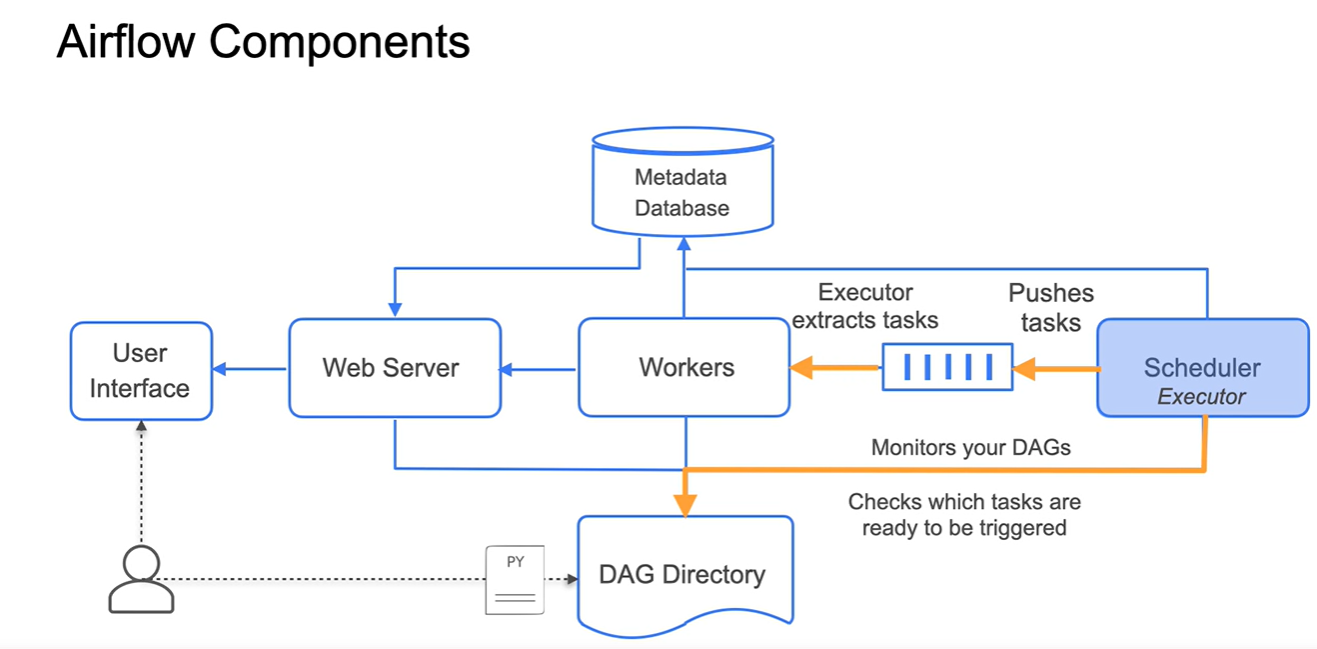 Airflow Components
Metadata
Database
Executor
extracts tasks
Pushes
tasks
User
Interface
Web Server
Workers
Scheduler
Executor
Monitors your DAGs
Checks which tasks are
ready to be triggered
PY
DAG Directory